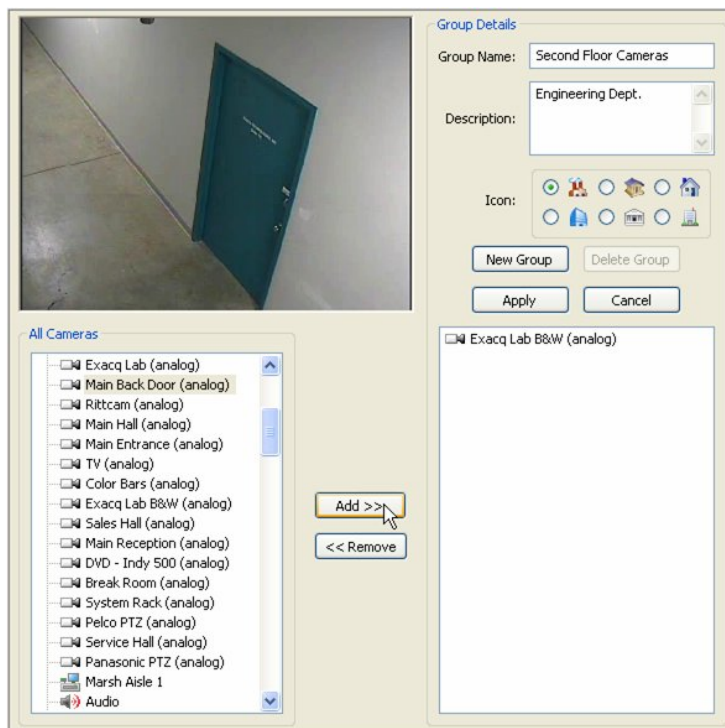 Group Details
Group Name:
Second Floor Cameras
Description:
Engineering Dept.
Icon:
New Group
Delete Group
Apply
Cancel
All Cameras
Exacq Lab (analog)
Main Back Door (analog)
Rittcam (analog)
Main Hall (analog)
Main Entrance (analog)
TV (analog)
Color Bars (analog)
Exacq Lab B&W (analog)
Sales Hall (analog)
Main Reception (analog)
DVD - Indy 500 (analog)
Break Room (analog)
System Rack (analog)
Pelco PTZ (analog)
Service Hall (analog)
Panasonic PTZ (analog)
Marsh Aisle 1
Audio
Add >>
<< Remove
Exacq Lab B&W (analog)